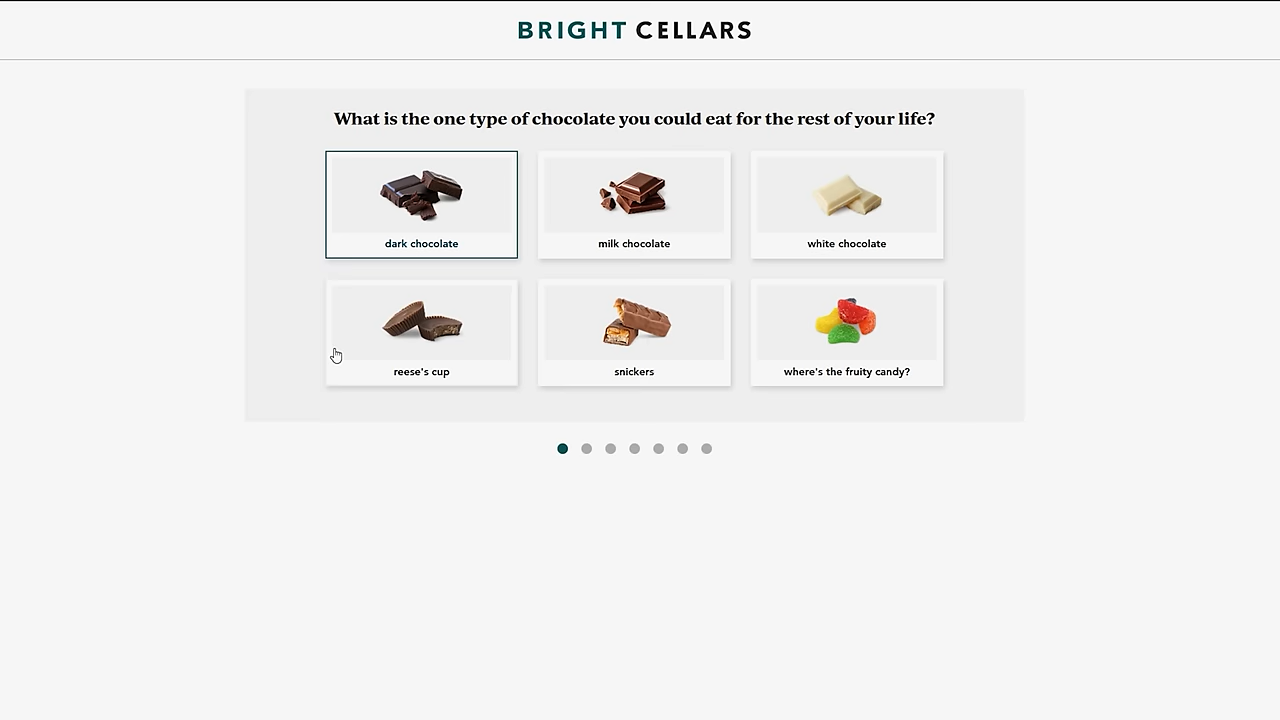 BRIGHT CELLARS
What is the one type of chocolate you could eat for the rest of your life?
dark chocolate
milk chocolate
white chocolate
reese's cup
snickers
where's the fruity candy?